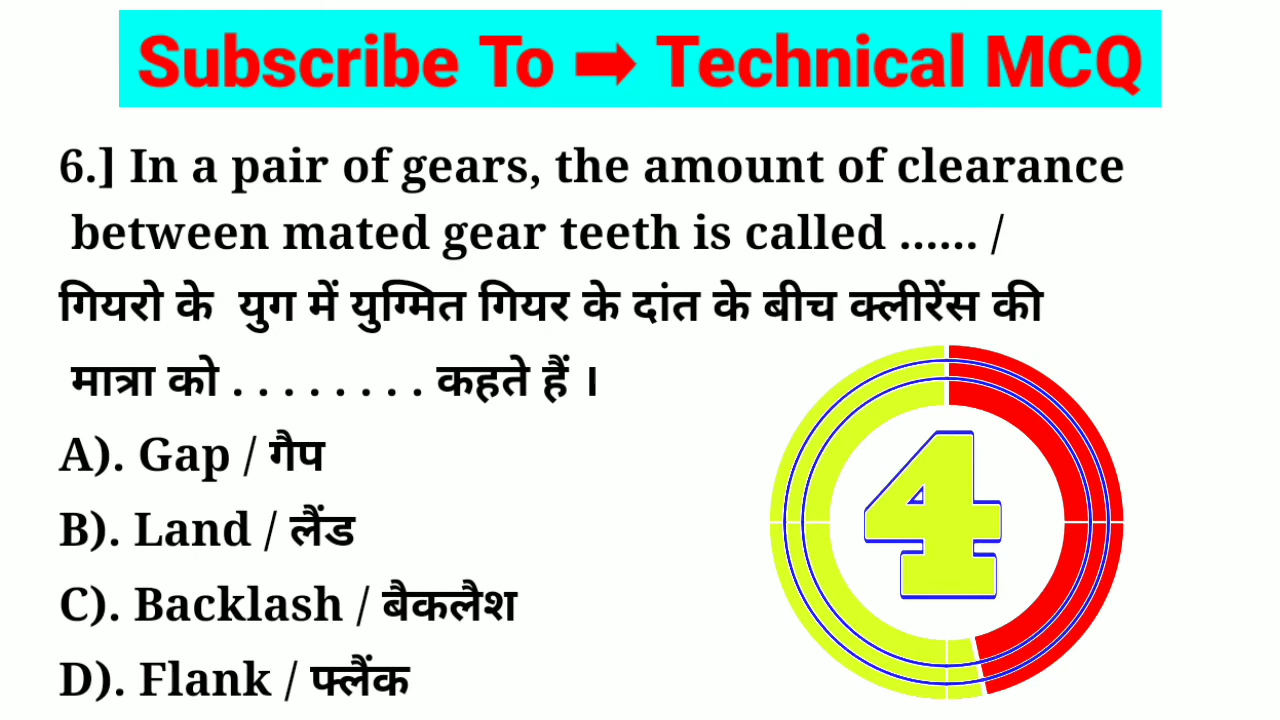 Subscribe To ➡ Technical MCQ
6.] In a pair of gears, the amount of clearance
between mated gear teeth is called ...... /
गियरो के युग में युग्मित गियर के दांत के बीच क्लीरेंस की
मात्रा को . . . . . . . . कहते हैं ।
A). Gap / गैप
B). Land / लैंड
C). Backlash / बैकलैश
D). Flank / फ्लैंक
4